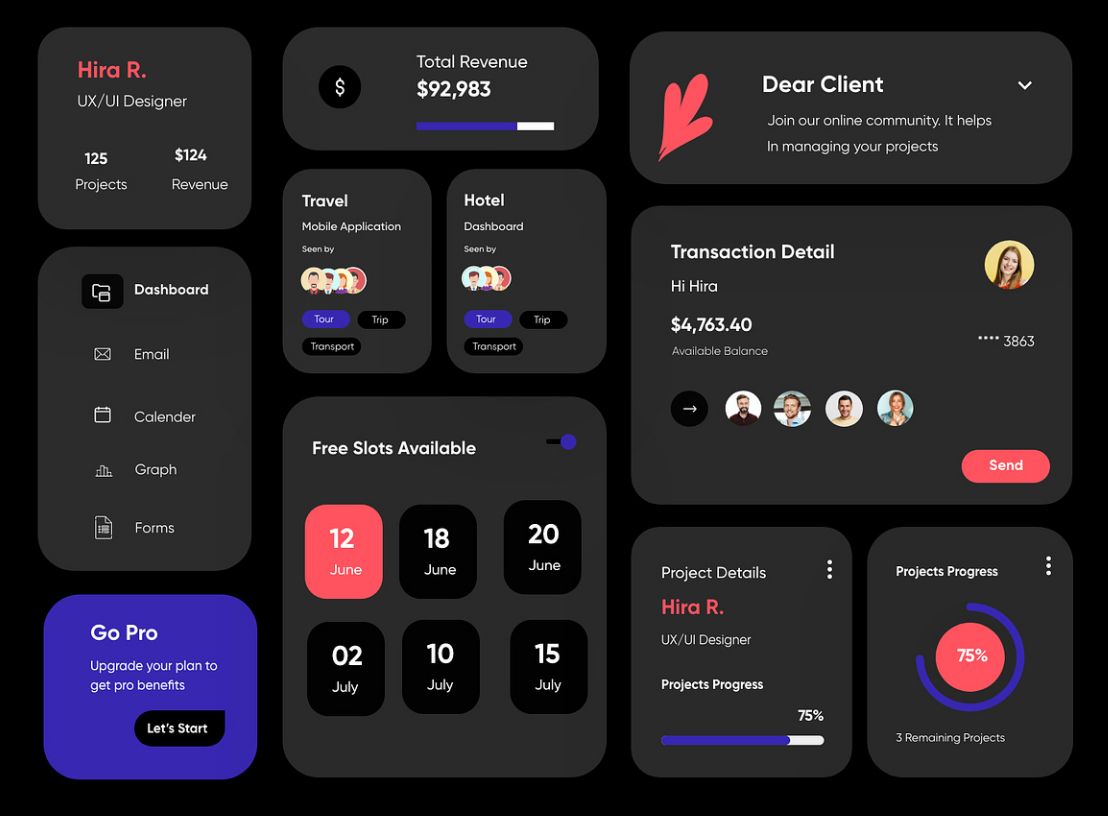 Hira R.
UX/UI Designer
125
Projects
$124
Revenue
Dashboard
Email
Calender
Graph
Forms
Go Pro
Upgrade your plan to
get pro benefits
Let's Start
$
Total Revenue
$92,983
Travel
Mobile Application
Seen by
Tour
Trip
Transport
Hotel
Dashboard
Seen by
Tour
Trip
Transport
Free Slots Available
12
June
18
June
20
June
02
July
10
July
15
July
Dear Client
Join our online community. It helps
In managing your projects
Transaction Detail
Hi Hira
$4,763.40
Available Balance
•••• 3863
Send
Project Details
Hira R.
UX/UI Designer
Projects Progress
75%
Projects Progress
75%
3 Remaining Projects